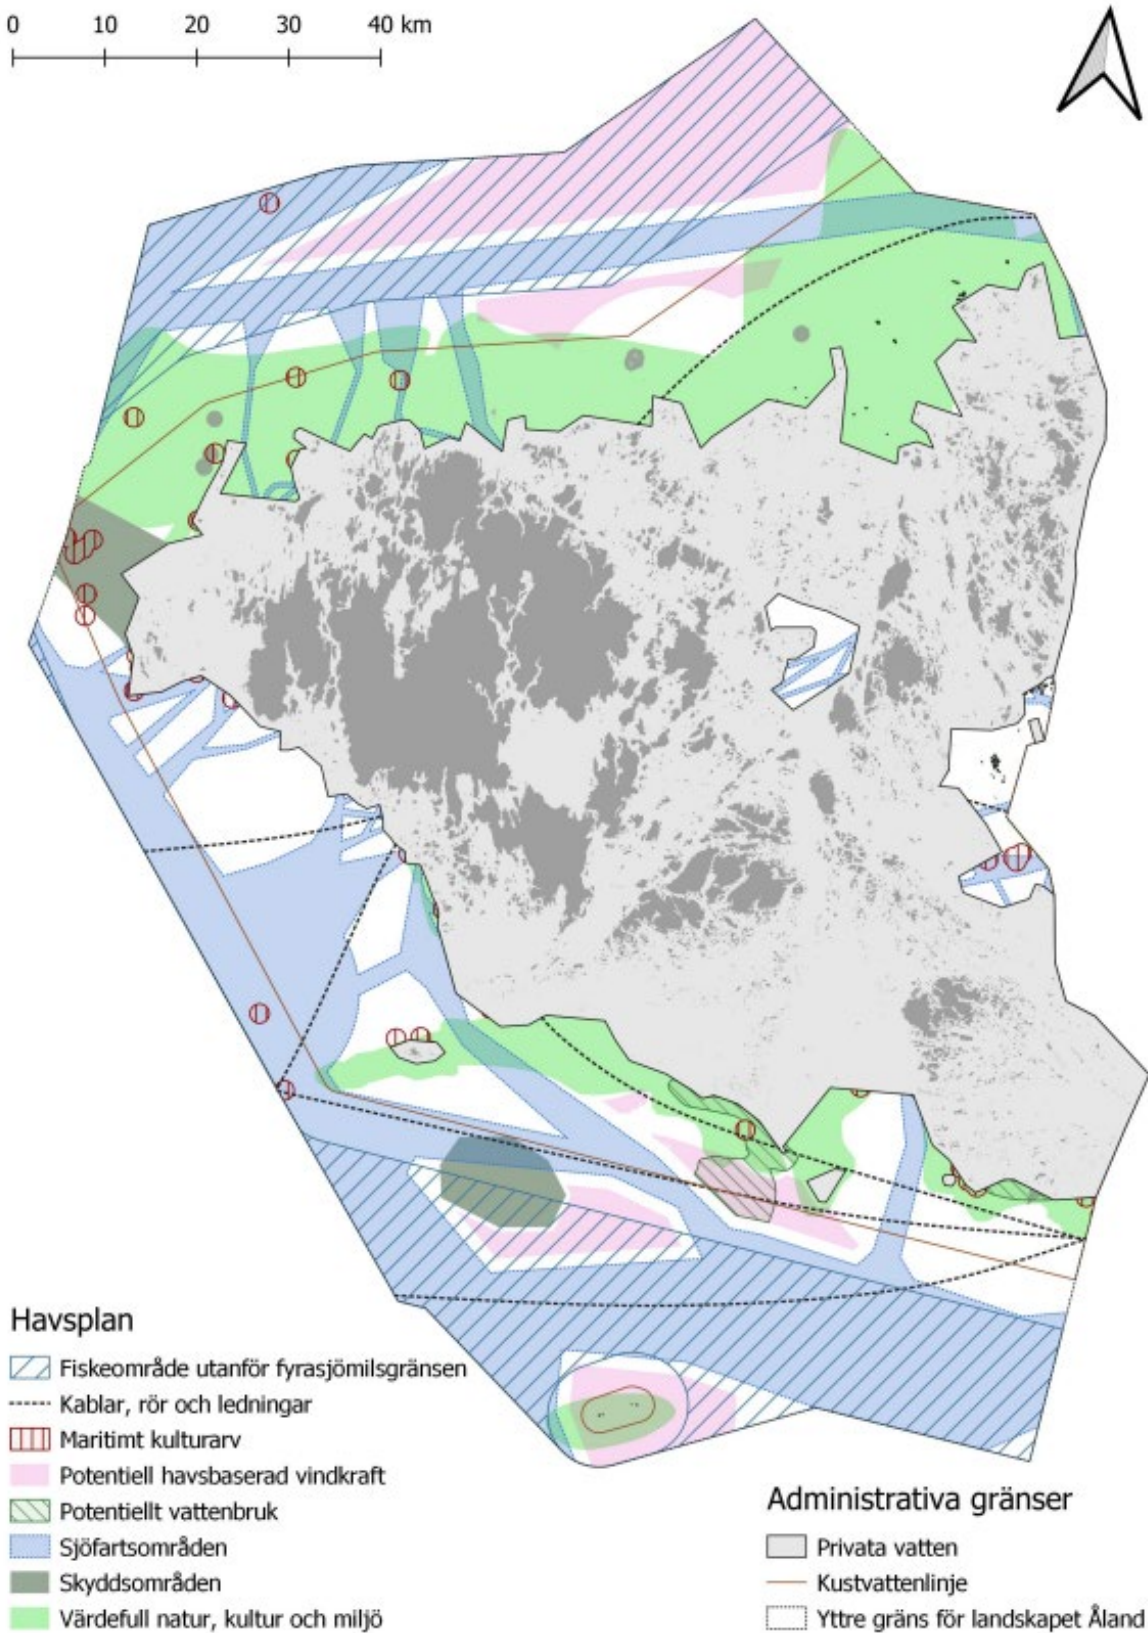 0 10 20 30 40 km
Havsplan
Fiskeområde utanför fyrasjömilsgränsen
Kablar, rör och ledningar
Maritimt kulturarv
Potentiell havsbaserad vindkraft
Potentiellt vattenbruk
Sjöfartsområden
Skyddsområden
Värdefull natur, kultur och miljö
Administrativa gränser
Privata vatten
Kustvattenlinje
Yttre gräns för landskapet Åland